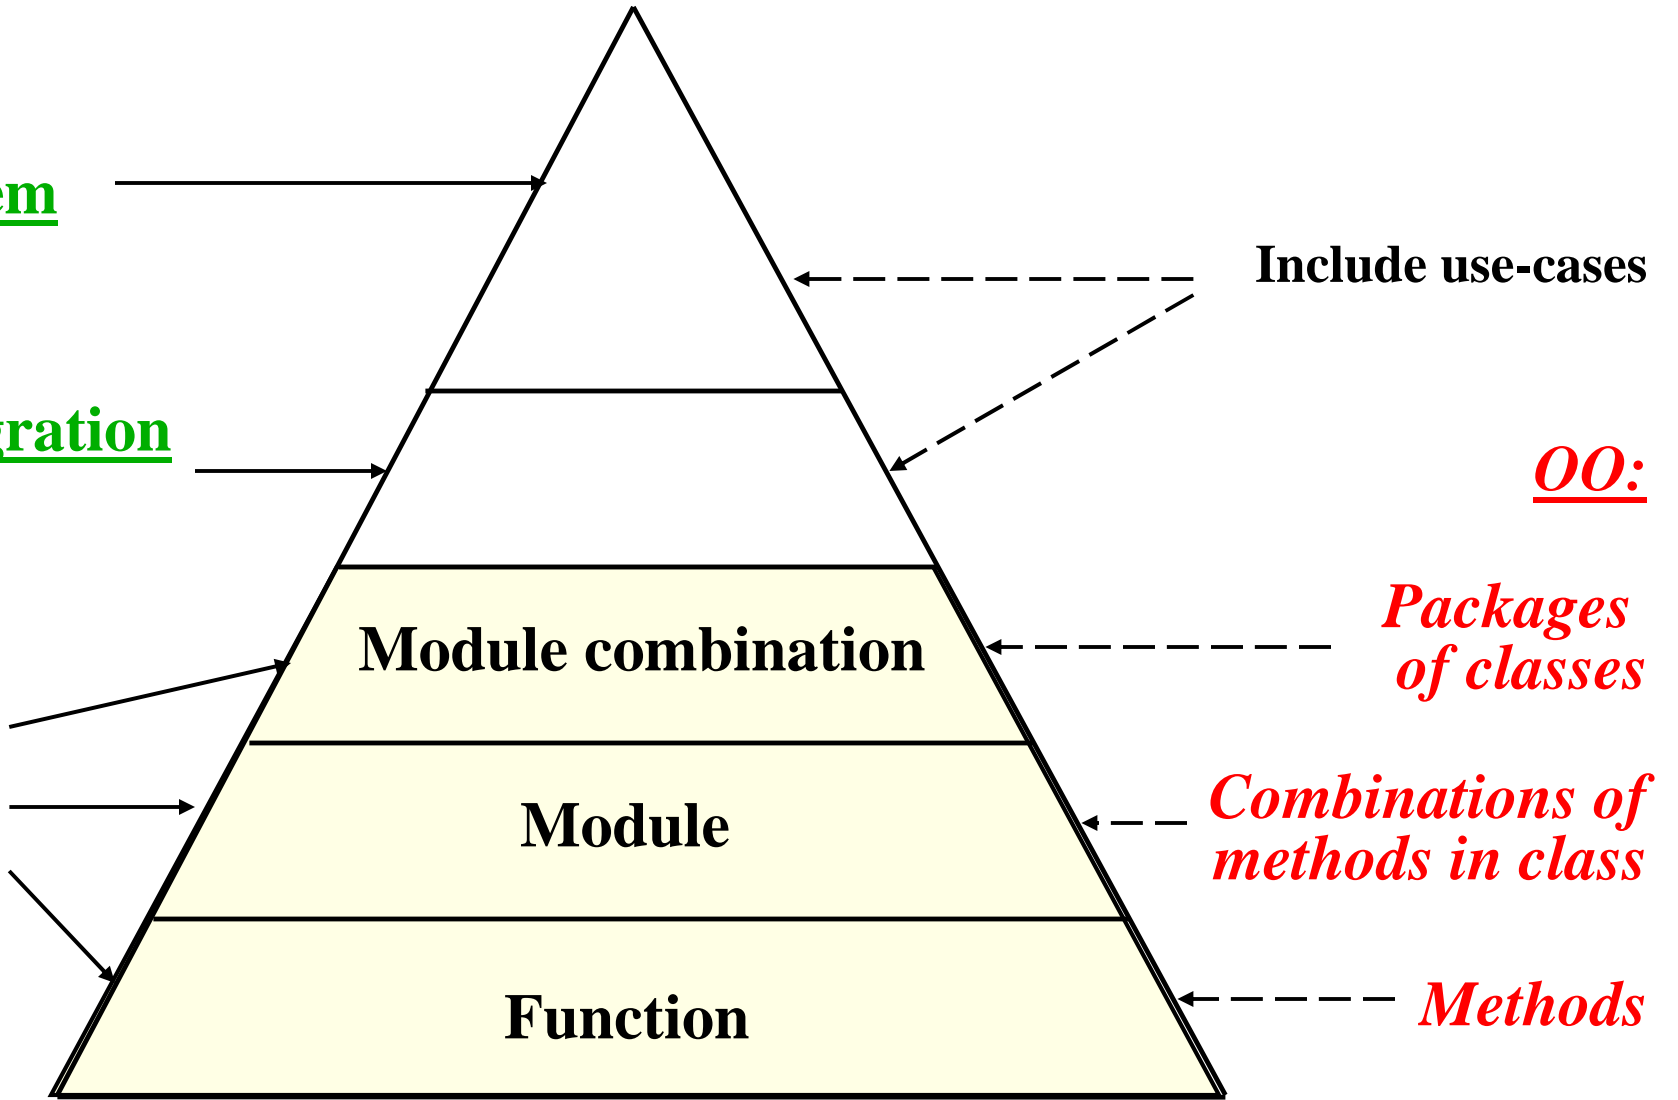 em
Include use-cases
gration
OO:
Packages
of classes
Module combination
Combinations of
methods in class
Module
Methods
Function